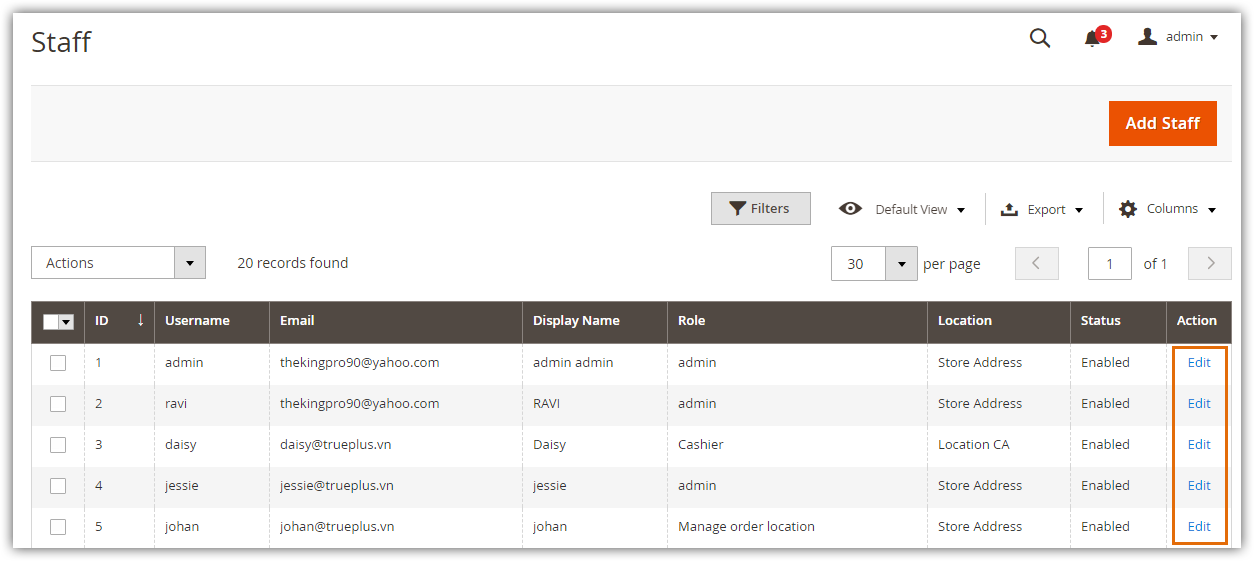 Staff
3
admin
Add Staff
Filters Default View Export Columns
Actions 20 records found 30 per page 1 of 1
ID ↓ Username Email Display Name Role Location Status Action
1 admin thekingpro90@yahoo.com admin admin admin Store Address Enabled Edit
2 ravi thekingpro90@yahoo.com RAVI admin Store Address Enabled Edit
3 daisy daisy@trueplus.vn Daisy Cashier Location CA Enabled Edit
4 jessie jessie@trueplus.vn jessie admin Store Address Enabled Edit
5 johan johan@trueplus.vn johan Manage order location Store Address Enabled Edit